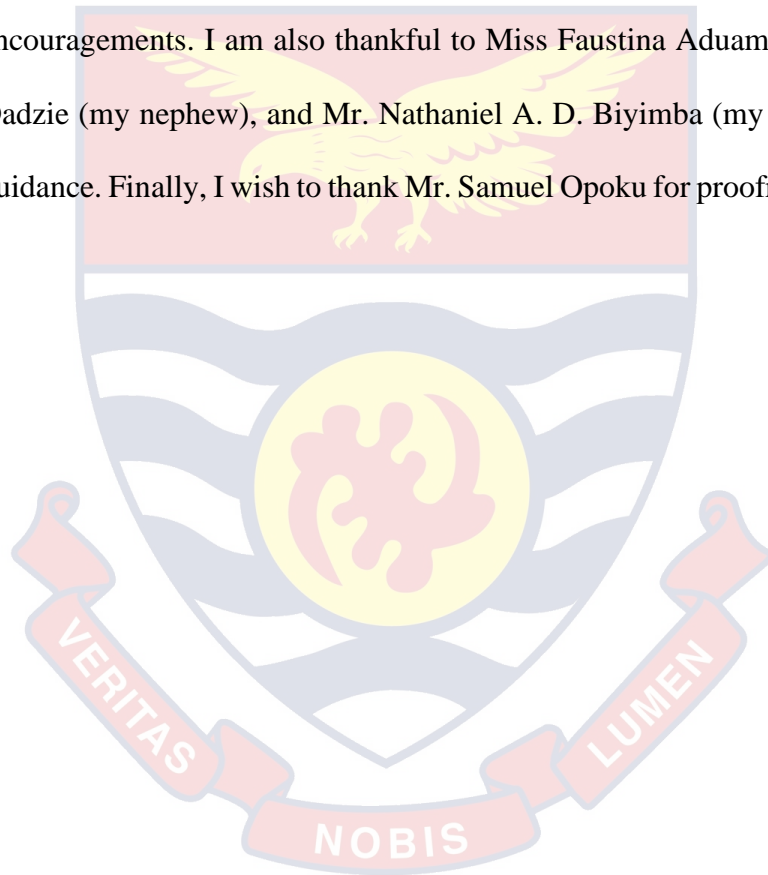 ncouragements. I am also thankful to Miss Faustina Aduam
adzie (my nephew), and Mr. Nathaniel A. D. Biyimba (my
uidance. Finally, I wish to thank Mr. Samuel Opoku for proof
VERITAS
NOBIS
LUMEN